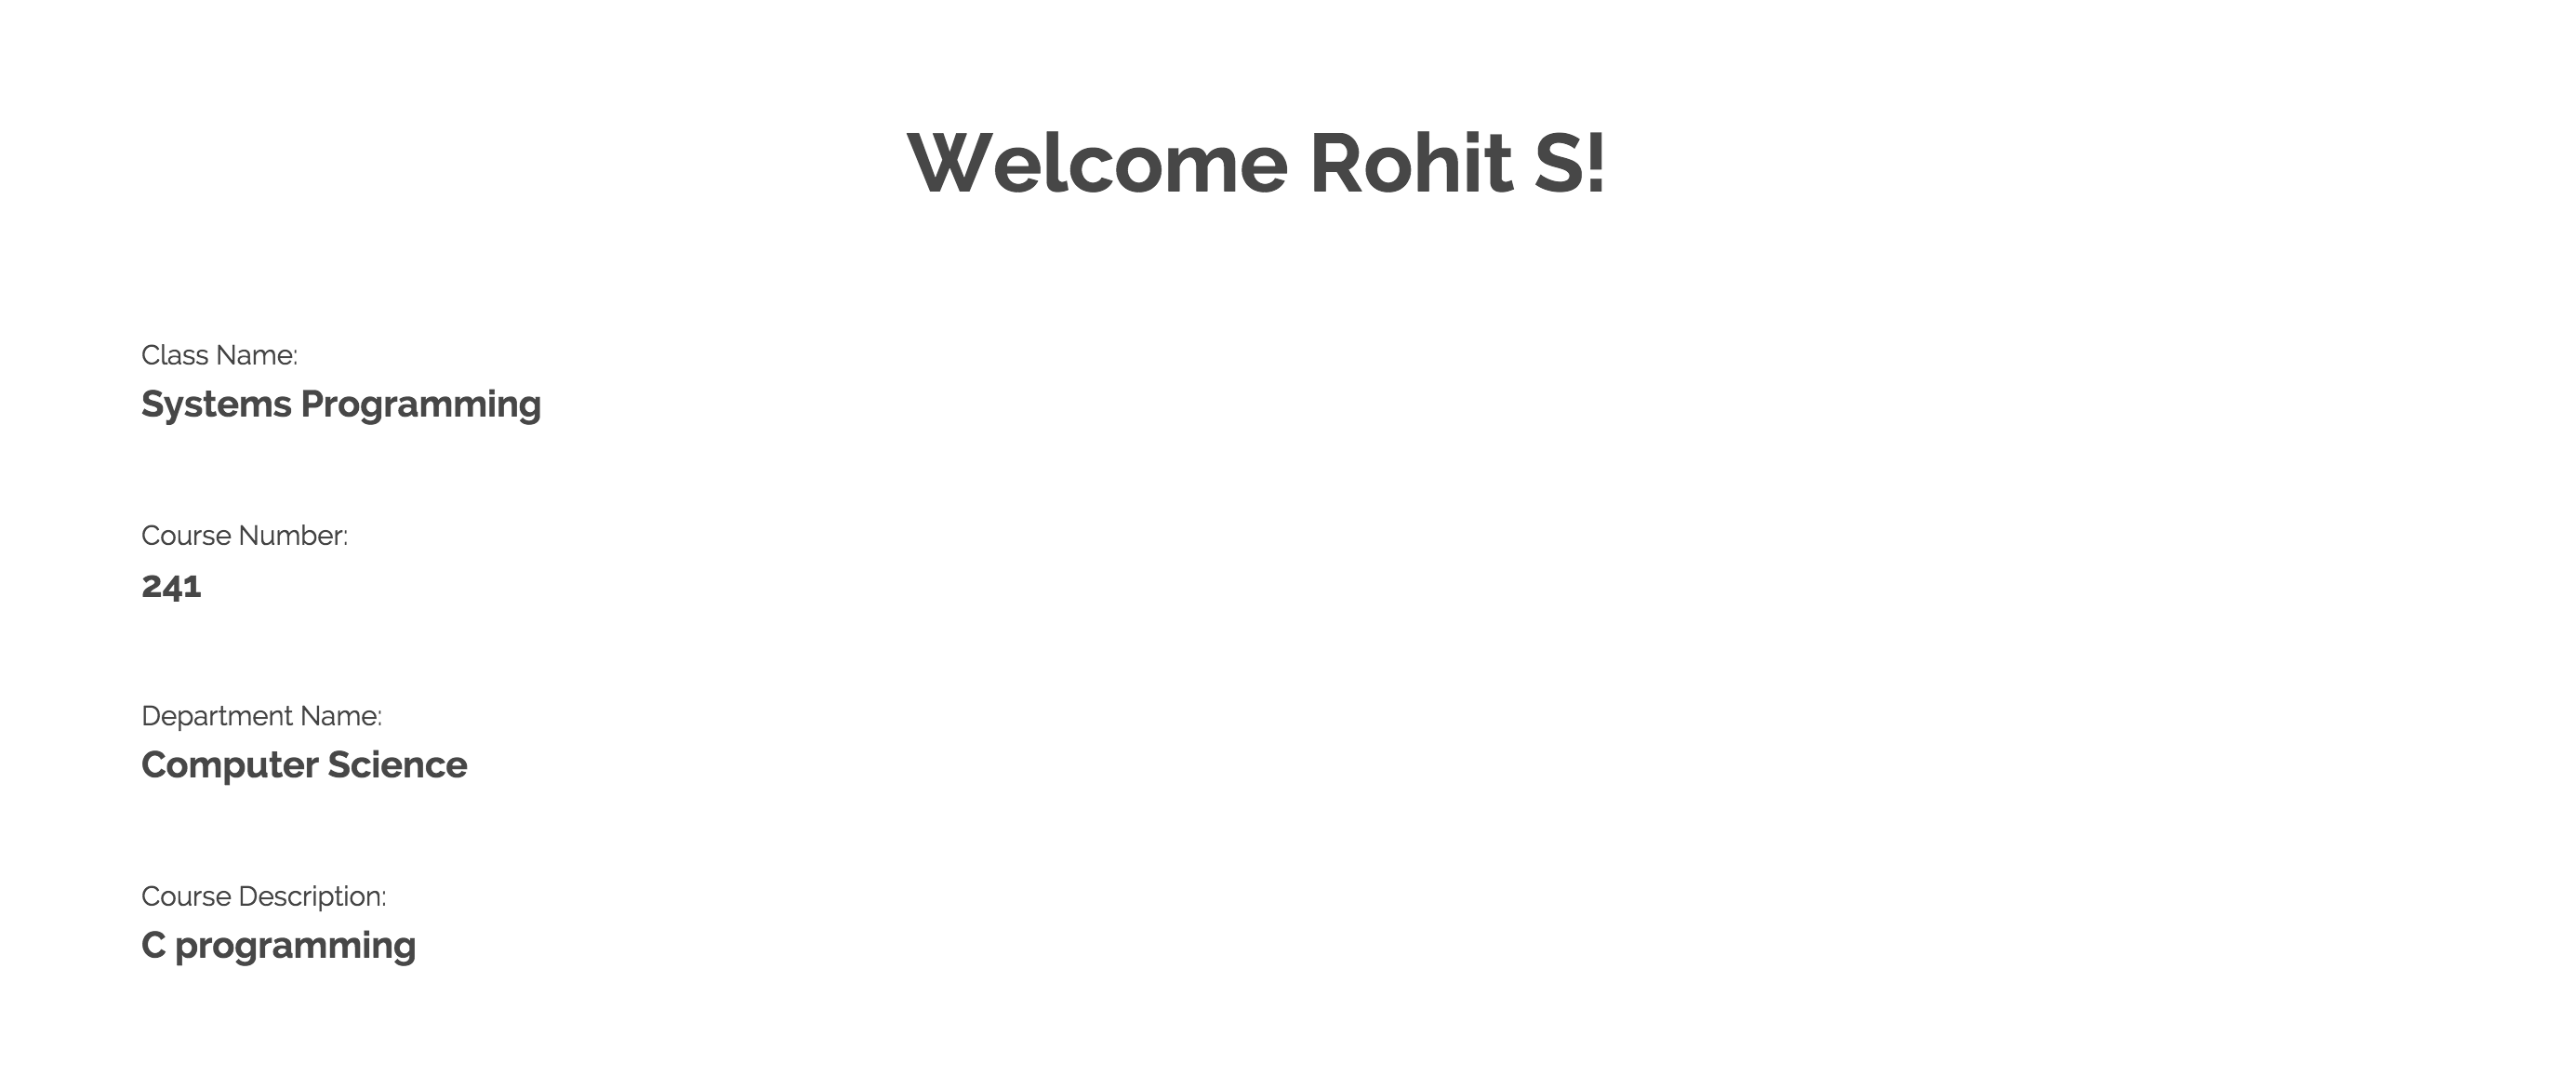 Welcome Rohit S!
Class Name:
Systems Programming
Course Number:
241
Department Name:
Computer Science
Course Description:
C programming